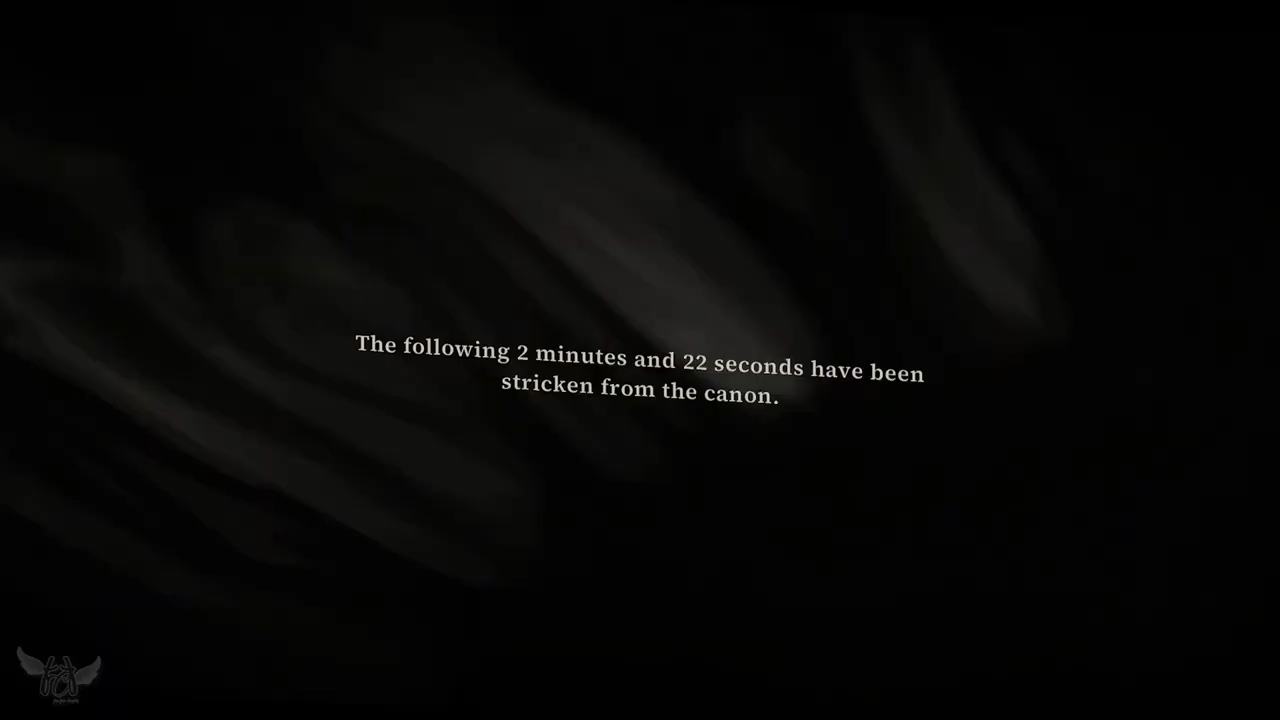 The following 2 minutes and 22 seconds have been
stricken from the canon.